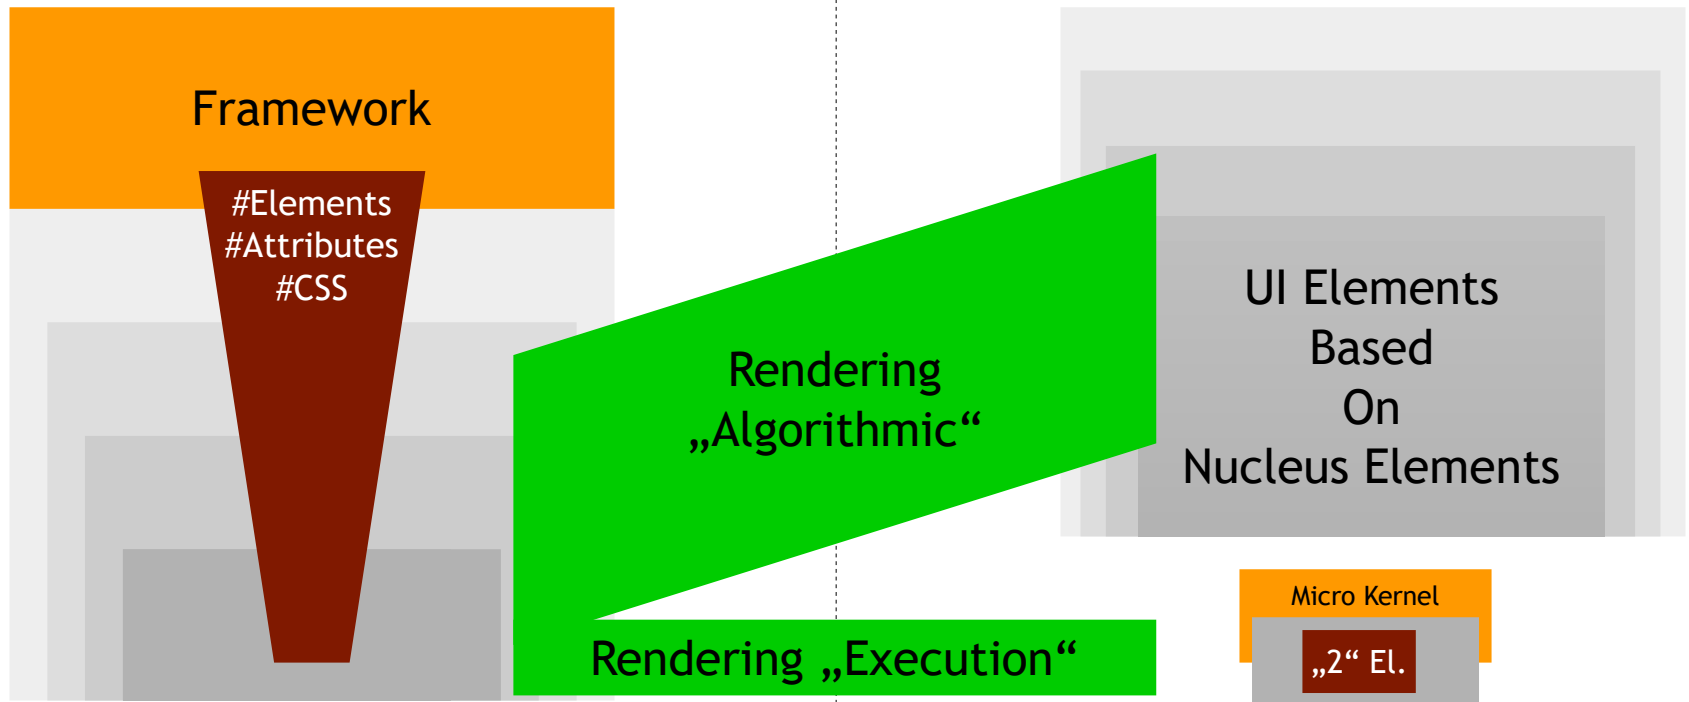 Framework
#Elements
#Attributes
#CSS
Rendering
„Algorithmic“
Rendering „Execution“
UI Elements
Based
On
Nucleus Elements
Micro Kernel
„2“ El.